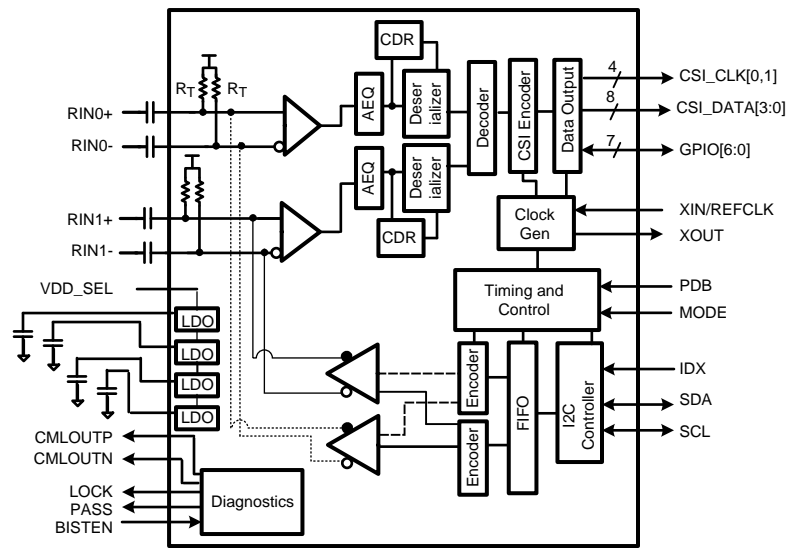 CDR
RT RT
AEQ
Deser
ializer
Decoder
CSI Encoder
Data Output
4
CSI_CLK[0,1]
RIN0+
8
CSI_DATA[3:0]
RIN0-
7
GPIO[6:0]
AEQ
Deser
ializer
CDR
RIN1+
RIN1-
Clock
Gen
XIN/REFCLK
XOUT
VDD_SEL
Timing and
Control
PDB
MODE
LDO
LDO
LDO
LDO
Encoder
Encoder
FIFO
I2C
Controller
IDX
SDA
SCL
CMLOUTP
CMLOUTN
LOCK
PASS
BISTEN
Diagnostics